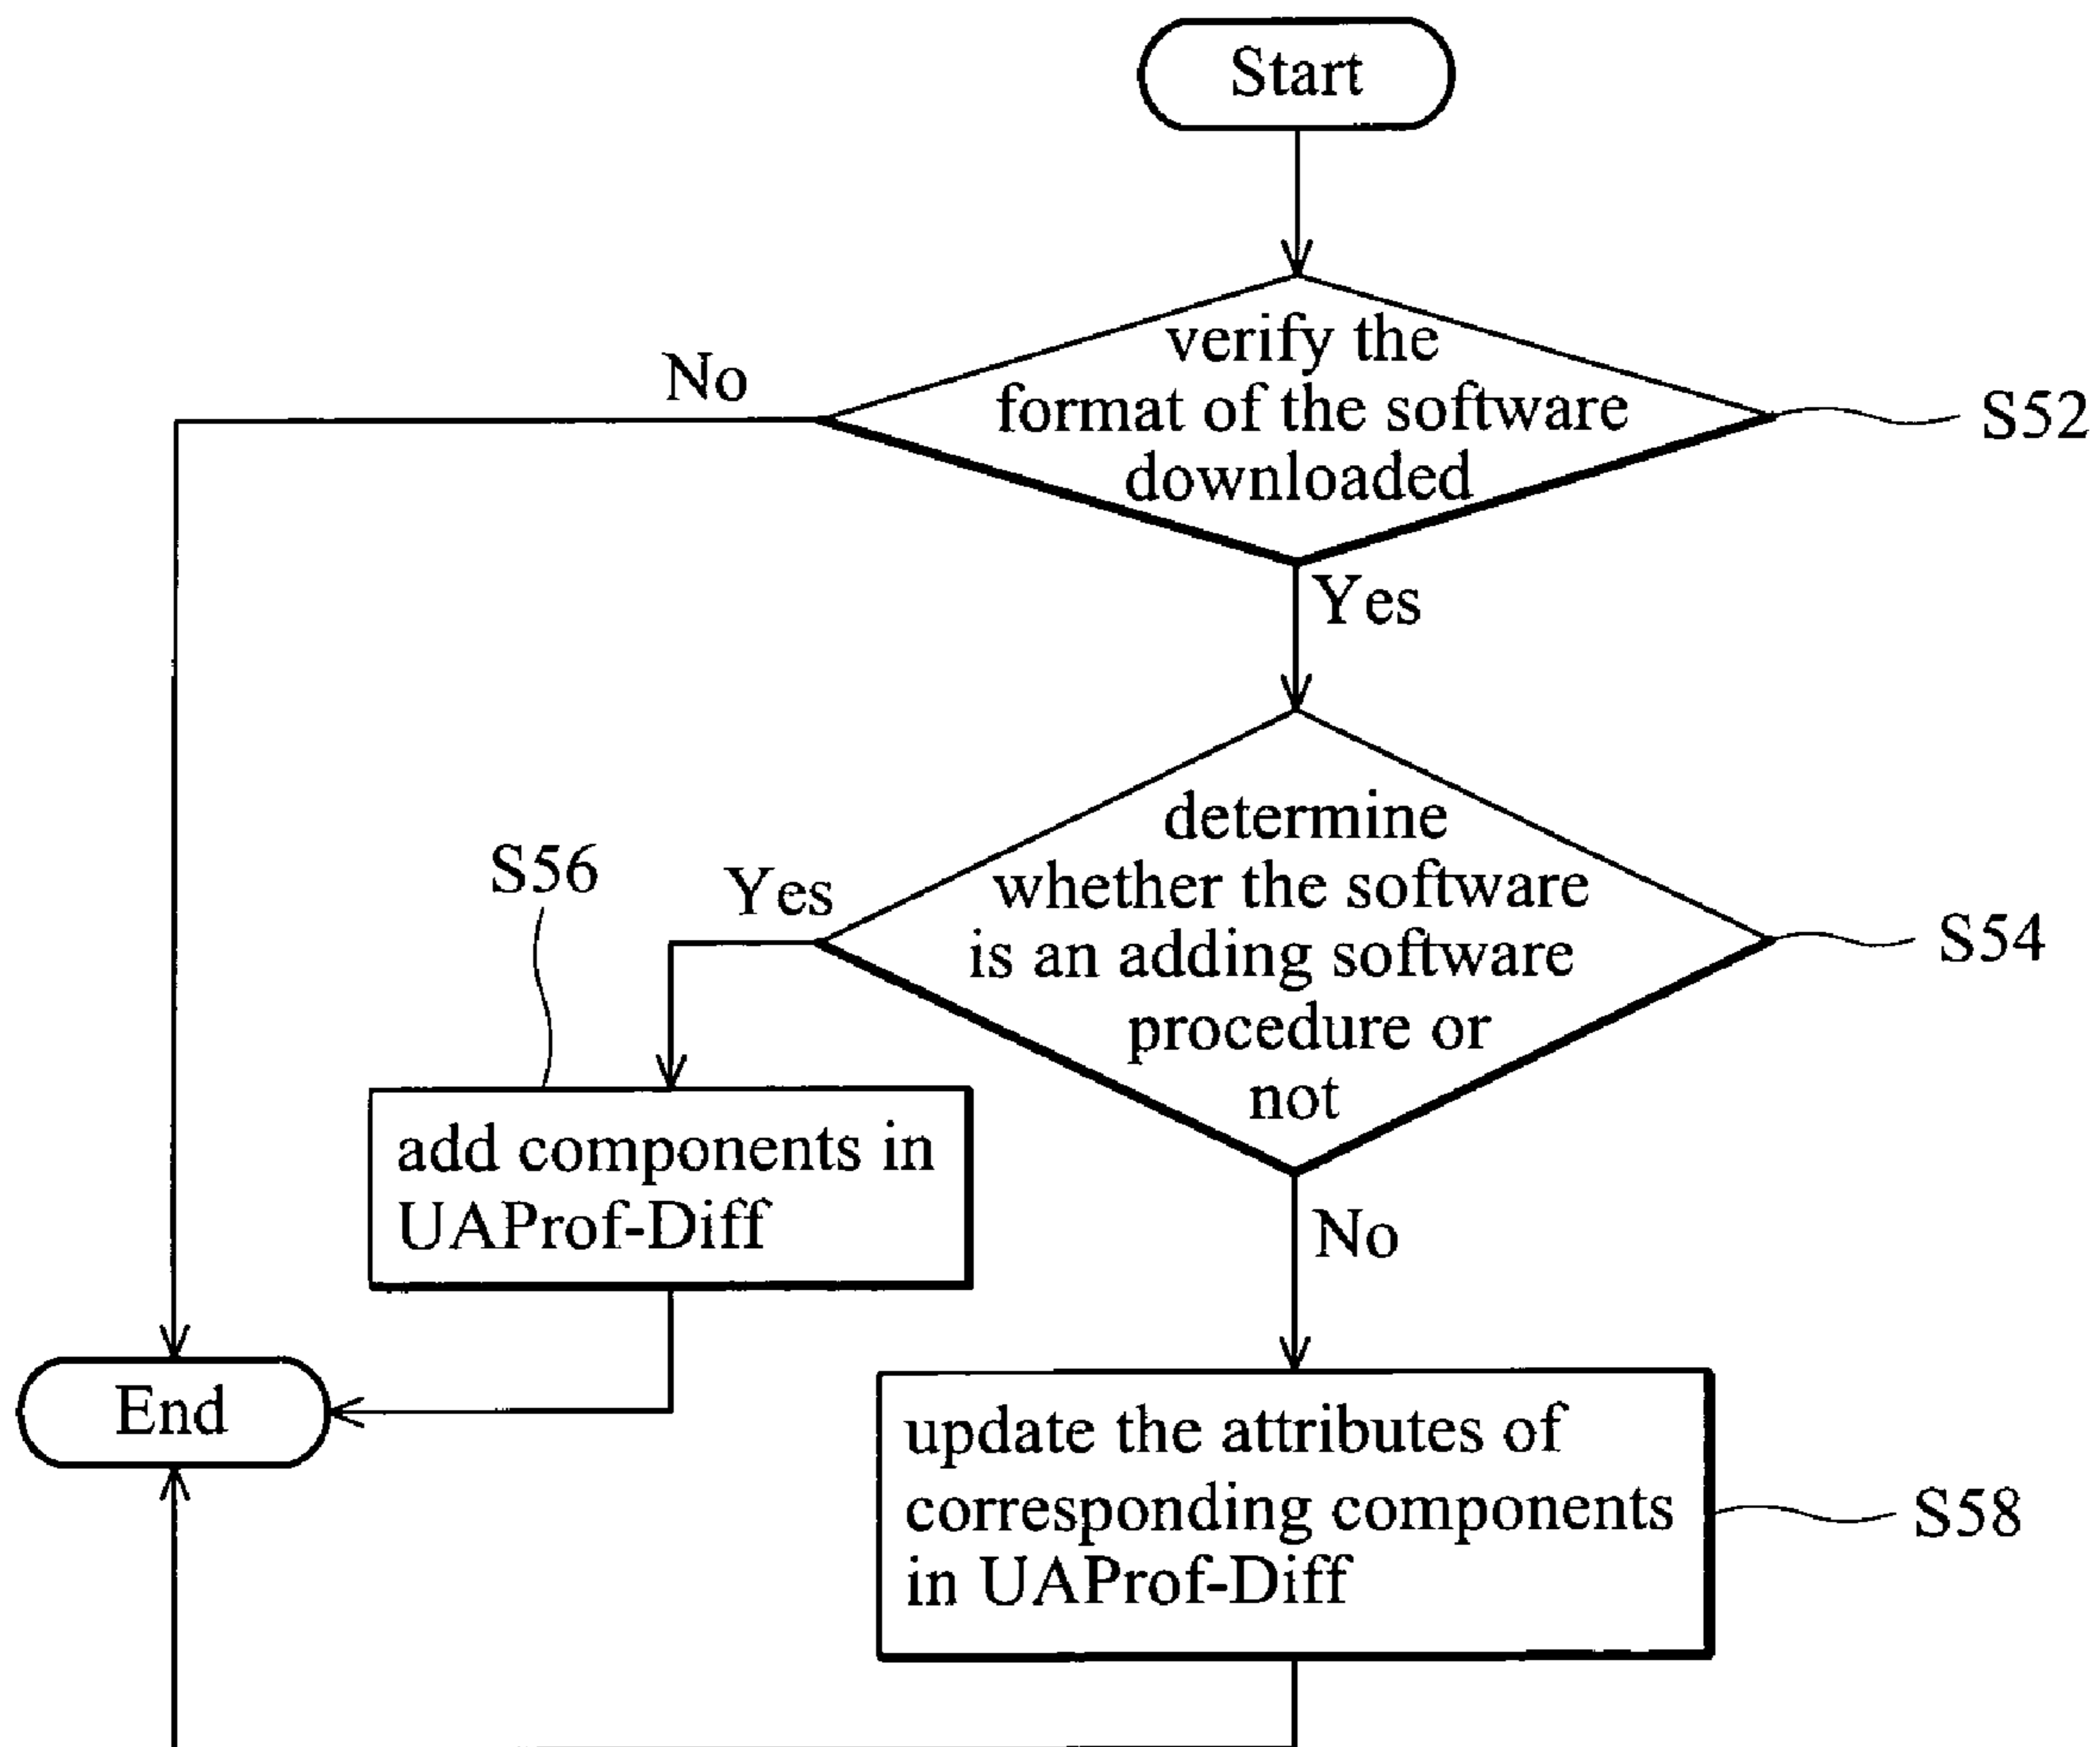 Start
verify the
format of the software
downloaded
S52
No
Yes
determine
whether the software
is an adding software
procedure or
not
S54
Yes
S56
add components in
UAProf-Diff
No
End
update the attributes of
corresponding components
in UAProf-Diff
S58